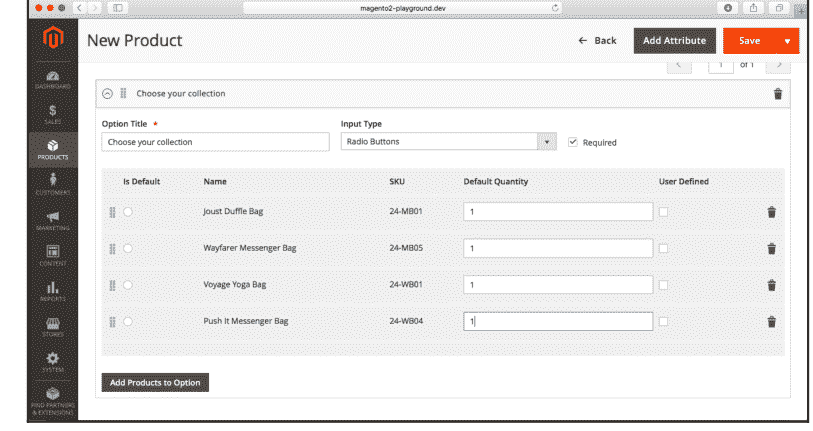 magento2-playground.dev
New Product
← Back
Add Attribute
Save
DASHBOARD
SALES
PRODUCTS
CUSTOMERS
MARKETING
CONTENT
REPORTS
STORES
SYSTEM
FIND PARTNERS
& EXTENSIONS
1 of 1
Choose your collection
Option Title * Input Type
Choose your collection Radio Buttons Required
Is Default Name SKU Default Quantity User Defined
Joust Duffle Bag 24-MB01 1
Wayfarer Messenger Bag 24-MB05 1
Voyage Yoga Bag 24-WB01 1
Push It Messenger Bag 24-WB04 1
Add Products to Option